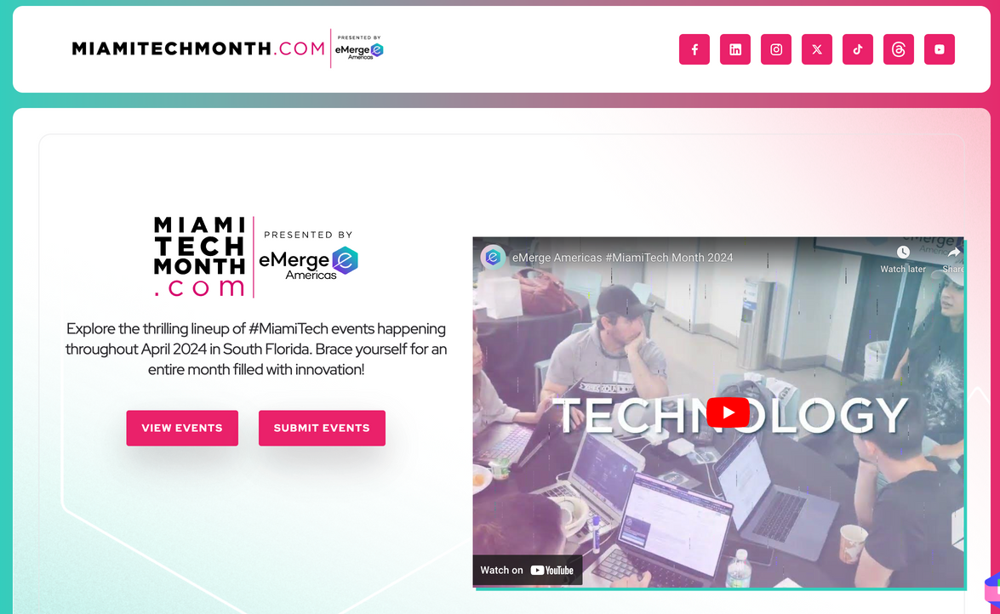 MIAMITECHMONTH.COM
PRESENTED BY
eMerge
Americas
MIAMI
TECH
MONTH
.com
PRESENTED BY
eMerge
Americas
Explore the thrilling lineup of #MiamiTech events happening
throughout April 2024 in South Florida. Brace yourself for an
entire month filled with innovation!
VIEW EVENTS
SUBMIT EVENTS
eMerge Americas #MiamiTech Month 2024
Watch later
Share
TECHNOLOGY
Watch on YouTube